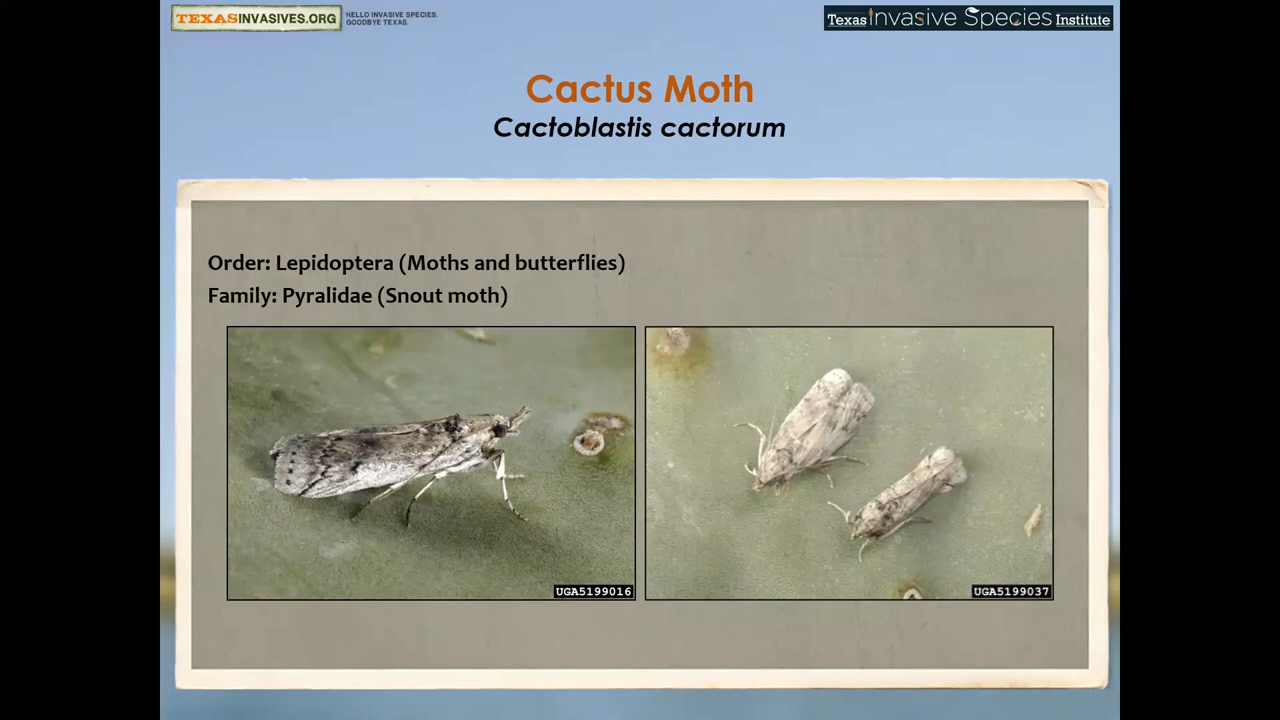 TEXASINVASIVES.ORG
HELLO INVASIVE SPECIES.
GOODBYE TEXAS.
Texas Invasive Species Institute
Cactus Moth
Cactoblastis cactorum
Order: Lepidoptera (Moths and butterflies)
Family: Pyralidae (Snout moth)
UGA5199016
UGA5199037